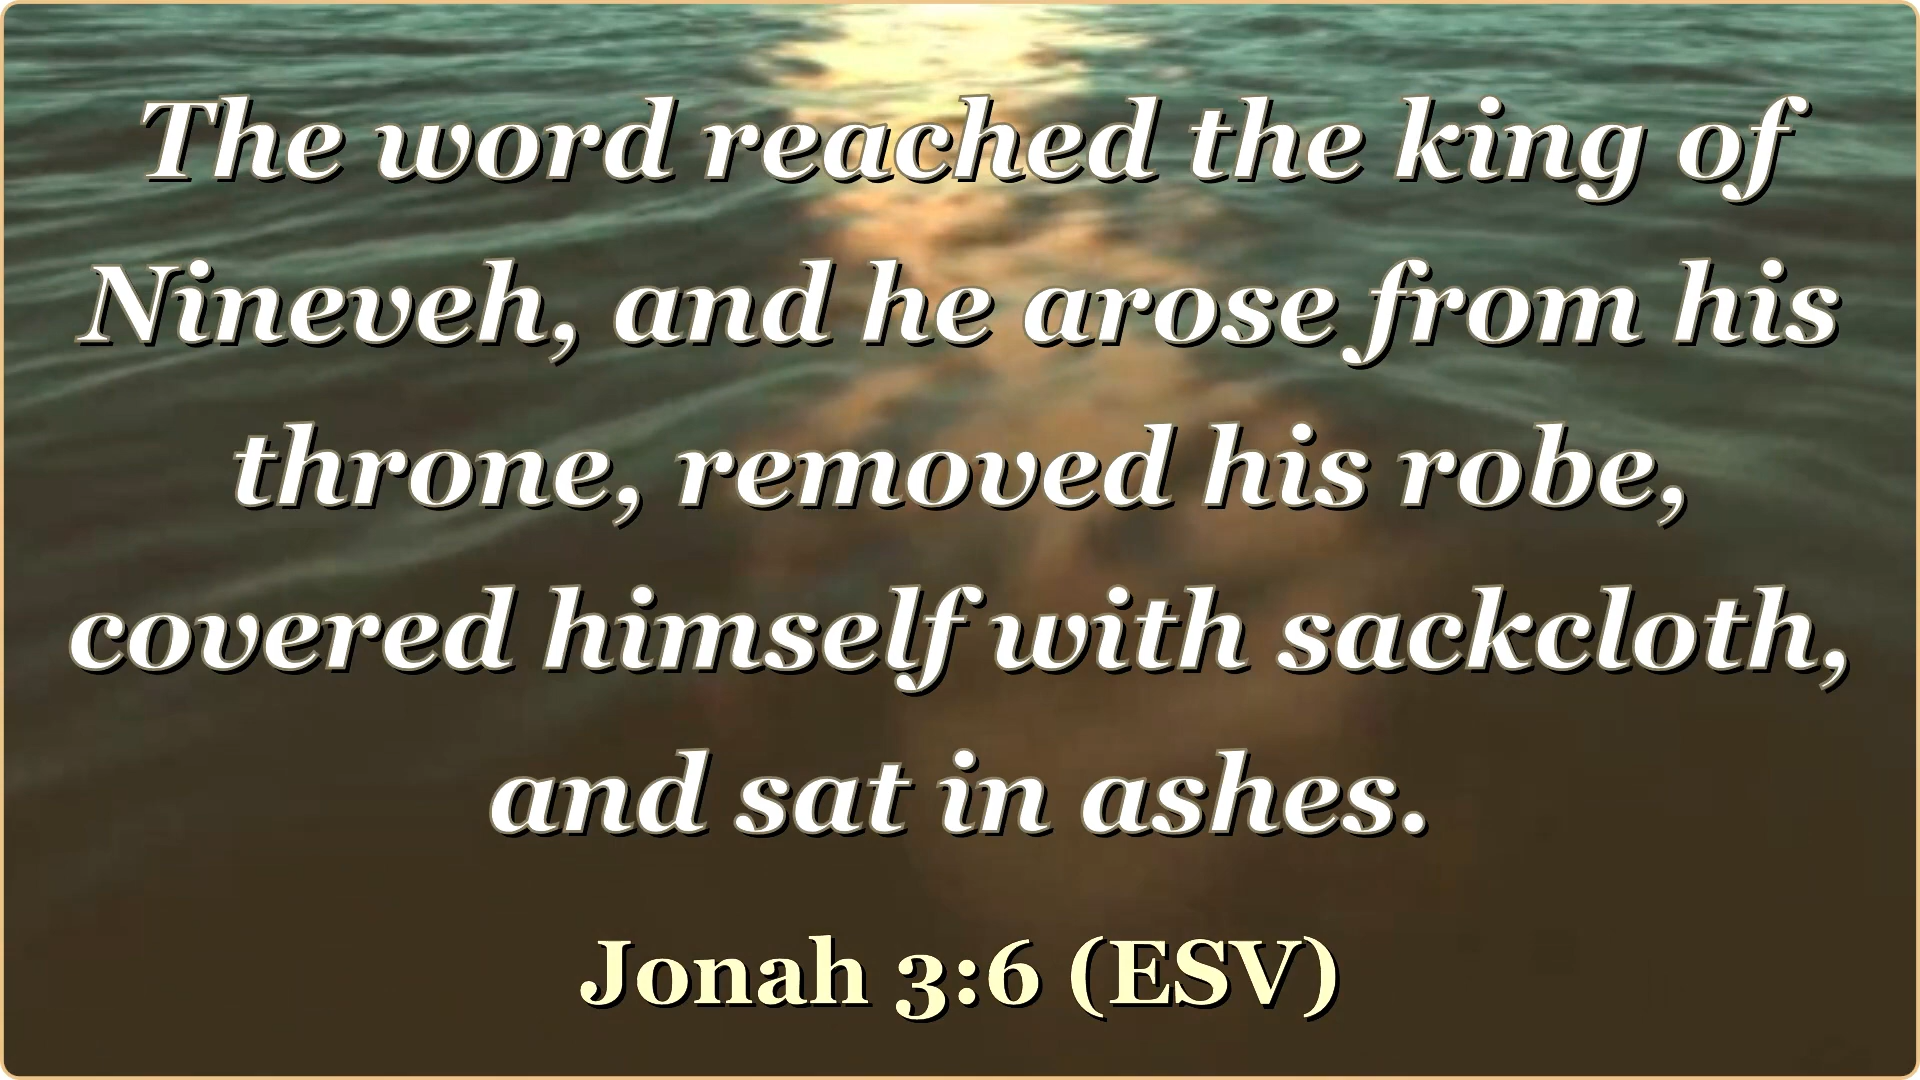 The word reached the king of
Nineveh, and he arose from his
throne, removed his robe,
covered himself with sackcloth,
and sat in ashes.
Jonah 3:6 (ESV)